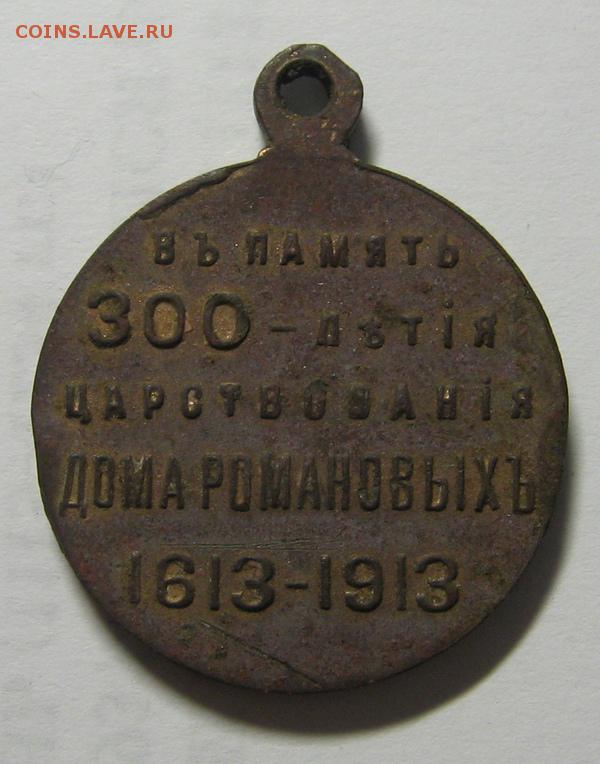 COINS.LAVE.RU
ВЪ ПАМЯТЬ
300-ЛѢТІЯ
ЦАРСТВОВАНІЯ
ДОМА РОМАНОВЫХЪ
1613-1913